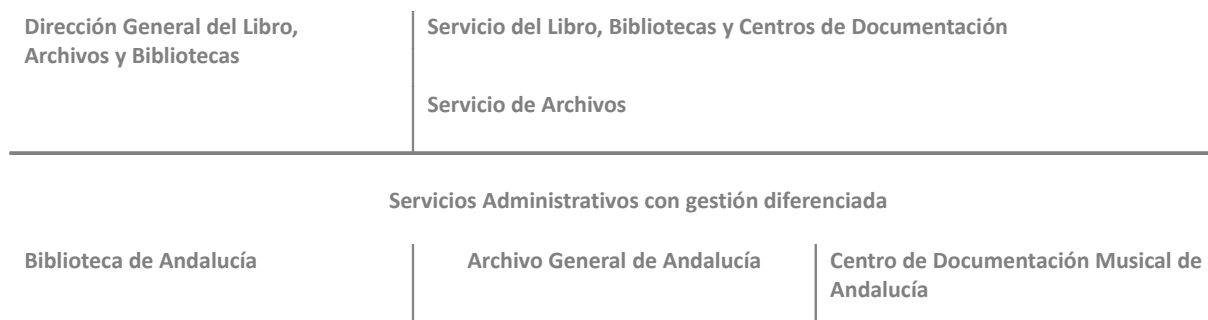 Dirección General del Libro,
Archivos y Bibliotecas
Servicio del Libro, Bibliotecas y Centros de Documentación
Servicio de Archivos
Servicios Administrativos con gestión diferenciada
Biblioteca de Andalucía
Archivo General de Andalucía
Centro de Documentación Musical de
Andalucía